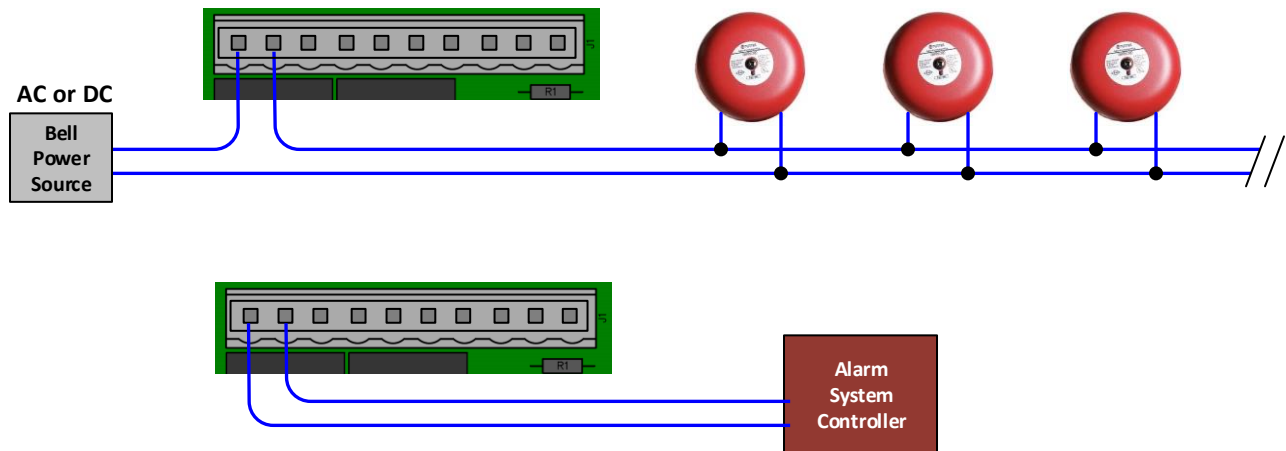 J1
R1
AC or DC
Bell
Power
Source
J1
R1
Alarm
System
Controller